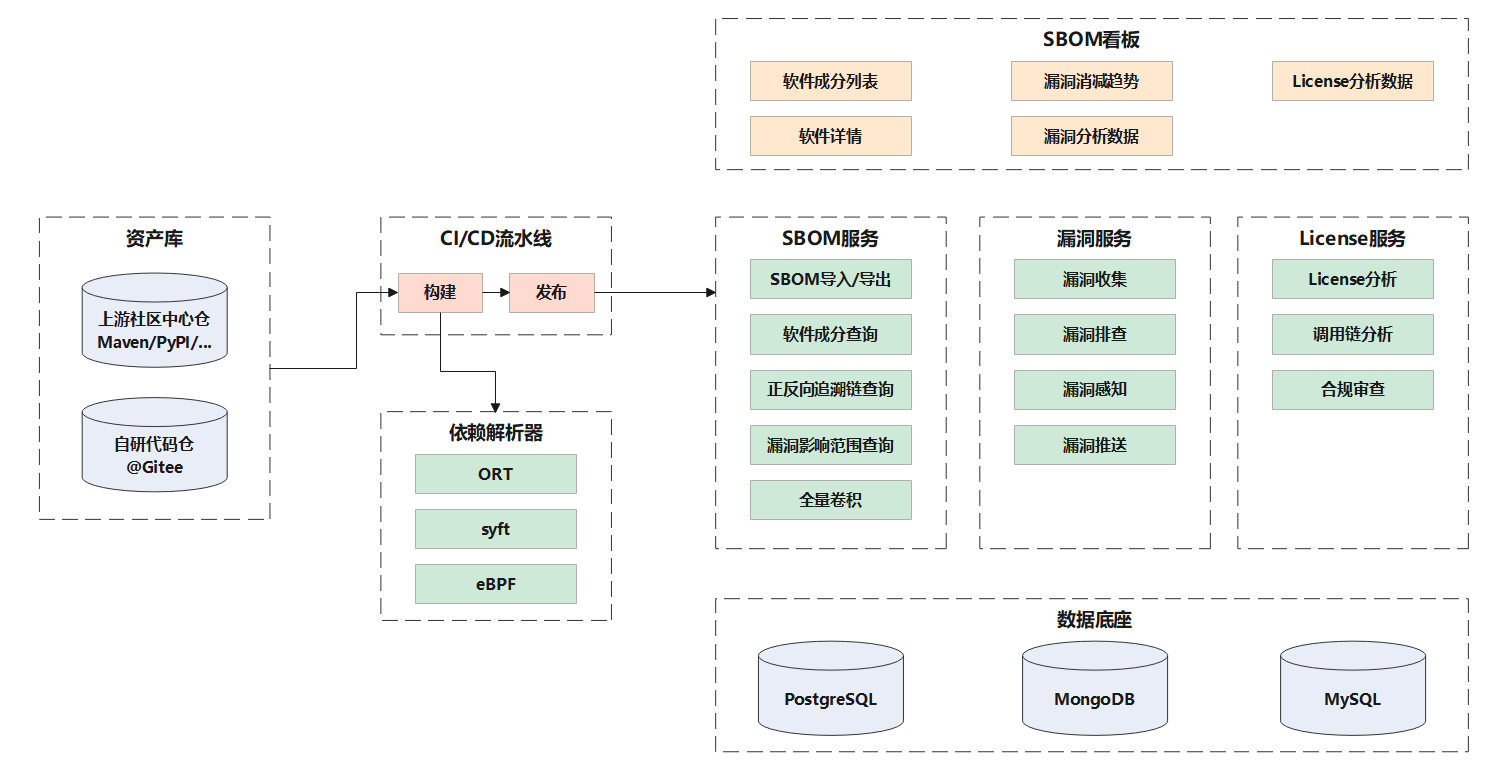 SBOM看板
软件成分列表
漏洞消减趋势
License分析数据
软件详情
漏洞分析数据
资产库
上游社区中心仓
Maven/PyPI/...
自研代码仓
@Gitee
CI/CD流水线
构建
发布
依赖解析器
ORT
syft
eBPF
SBOM服务
SBOM导入/导出
软件成分查询
正反向追溯链查询
漏洞影响范围查询
全量卷积
漏洞服务
漏洞收集
漏洞排查
漏洞感知
漏洞推送
License服务
License分析
调用链分析
合规审查
数据底座
PostgreSQL
MongoDB
MySQL